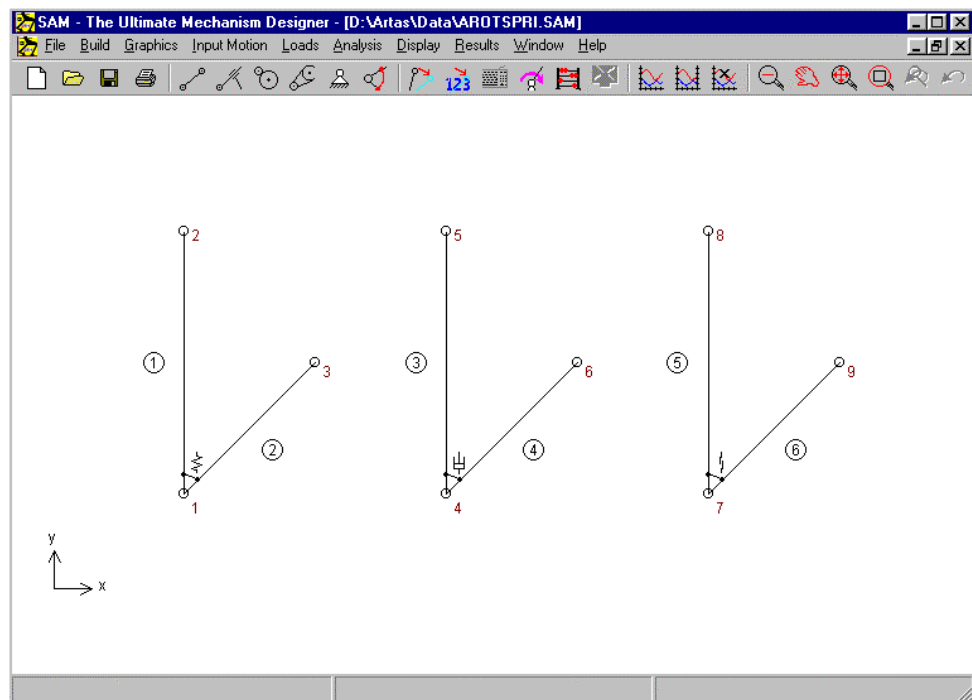 SAM - The Ultimate Mechanism Designer - [D:\Artas\Data\AROTSPRI.SAM]
File Build Graphics Input Motion Loads Analysis Display Results Window Help
123
2 5 8
1 3 3 6 5 9
2 4 6
1 4 7
y
x